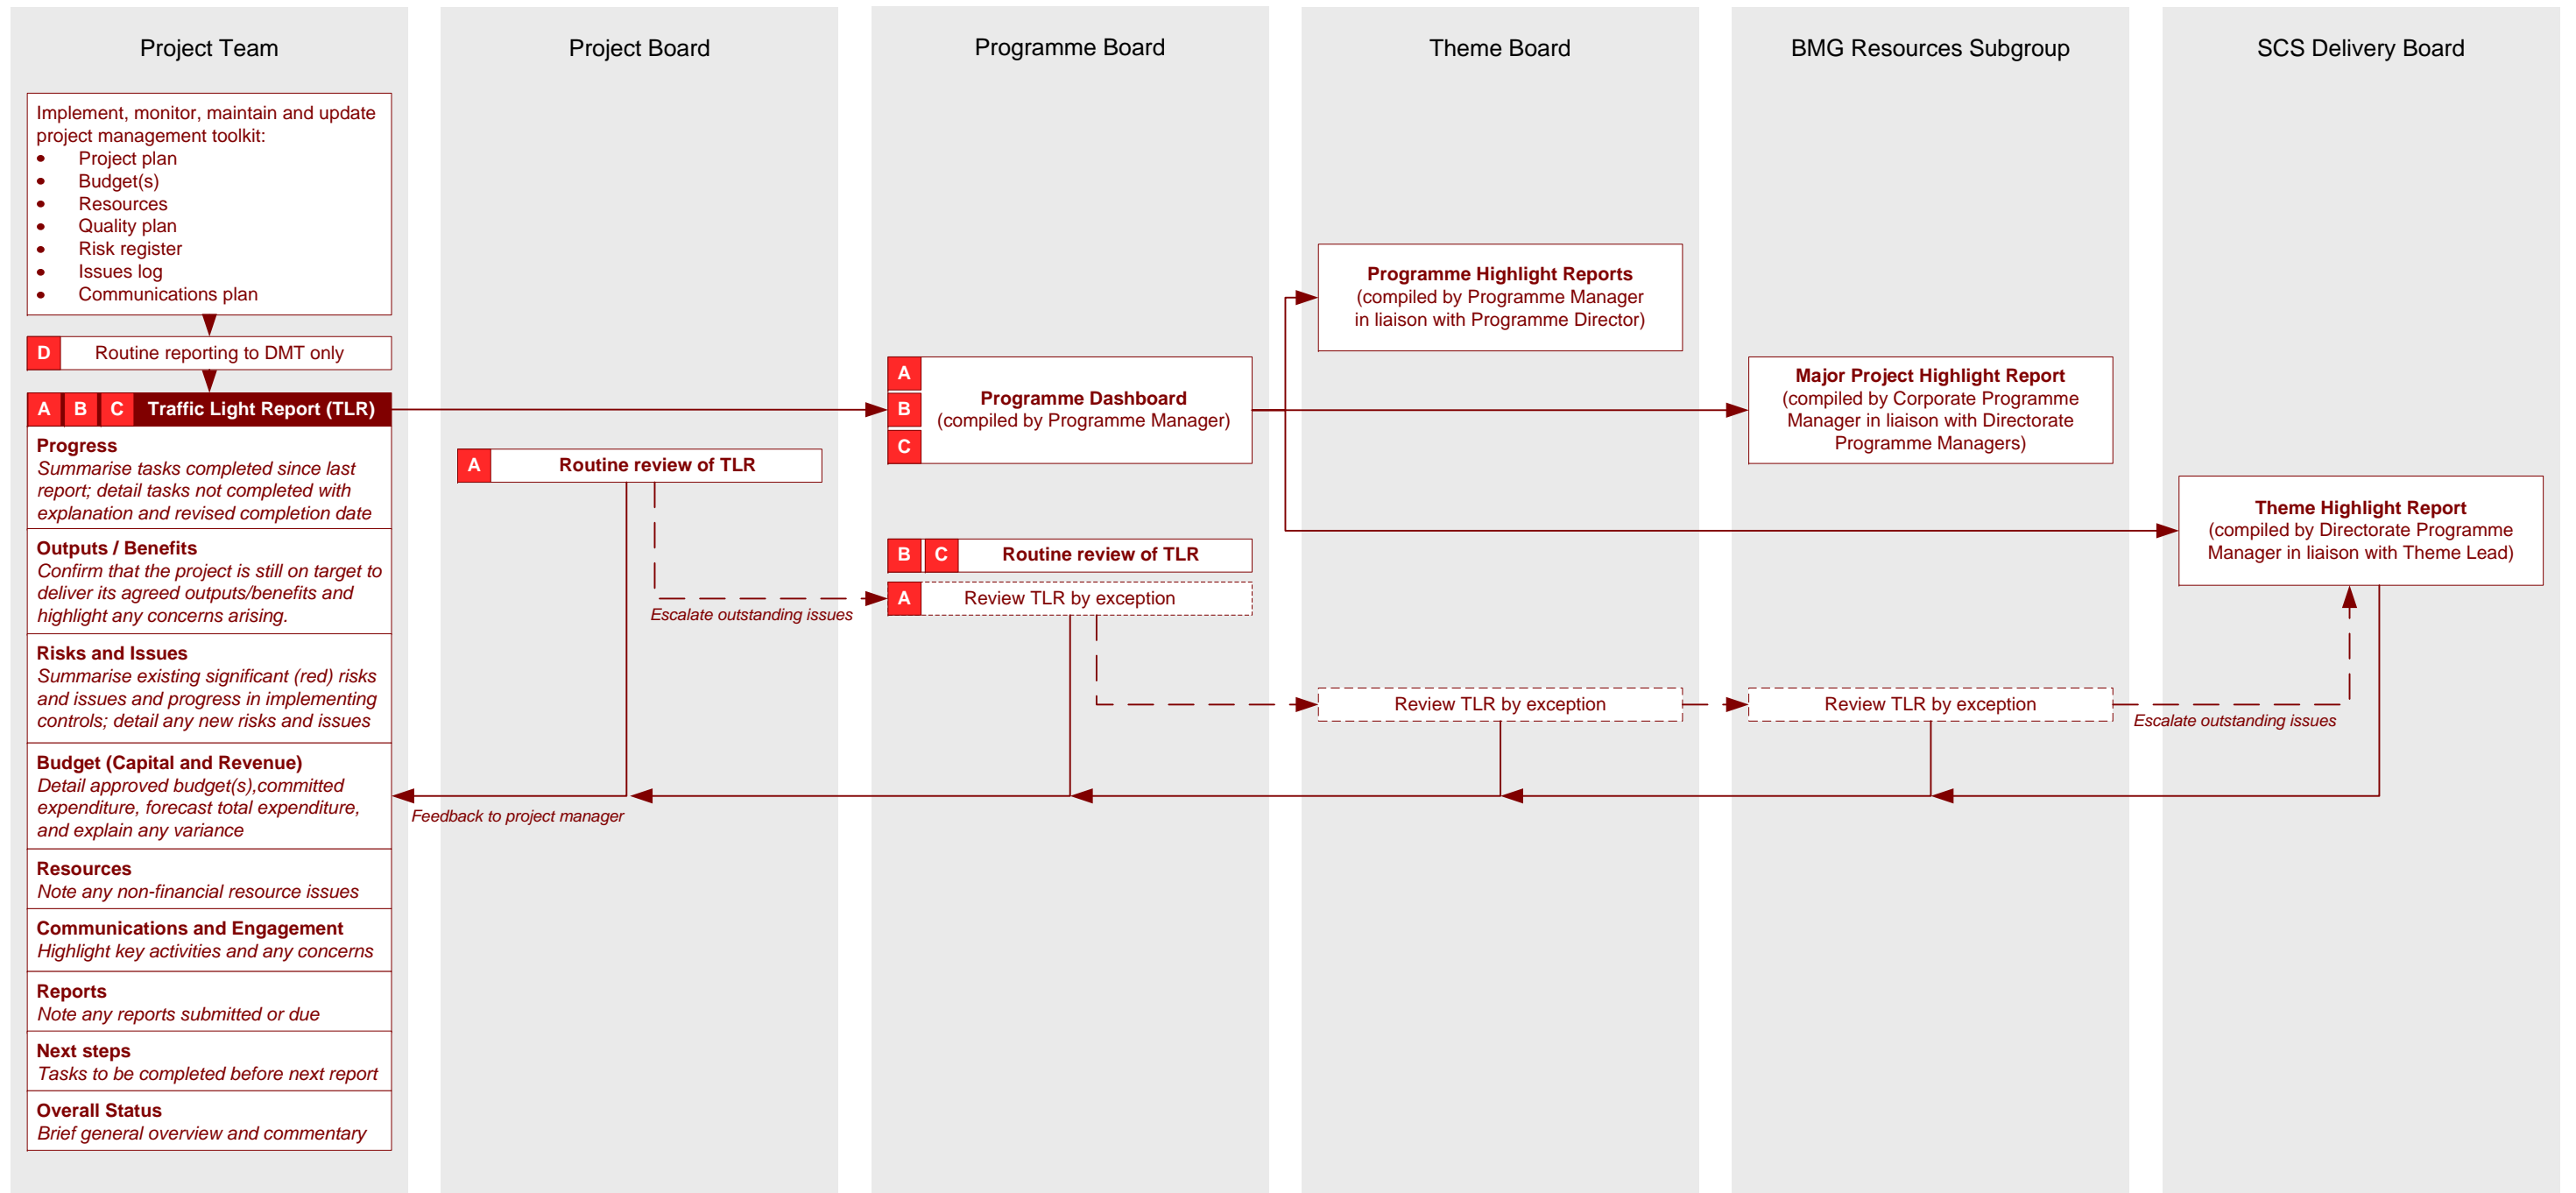 Project Team
Implement, monitor, maintain and update
project management toolkit:
• Project plan
• Budget(s)
• Resources
• Quality plan
• Risk register
• Issues log
• Communications plan
D Routine reporting to DMT only
A B C Traffic Light Report (TLR)
Progress
Summarise tasks completed since last
report; detail tasks not completed with
explanation and revised completion date
Outputs / Benefits
Confirm that the project is still on target to
deliver its agreed outputs/benefits and
highlight any concerns arising.
Risks and Issues
Summarise existing significant (red) risks
and issues and progress in implementing
controls; detail any new risks and issues
Budget (Capital and Revenue)
Detail approved budget(s),committed
expenditure, forecast total expenditure,
and explain any variance
Resources
Note any non-financial resource issues
Communications and Engagement
Highlight key activities and any concerns
Reports
Note any reports submitted or due
Next steps
Tasks to be completed before next report
Overall Status
Brief general overview and commentary
Project Board
A Routine review of TLR
Escalate outstanding issues
Feedback to project manager
Programme Board
A
B
C
Programme Dashboard
(compiled by Programme Manager)
B C Routine review of TLR
A Review TLR by exception
Theme Board
Programme Highlight Reports
(compiled by Programme Manager
in liaison with Programme Director)
Review TLR by exception
BMG Resources Subgroup
Major Project Highlight Report
(compiled by Corporate Programme
Manager in liaison with Directorate
Programme Managers)
Review TLR by exception
SCS Delivery Board
Theme Highlight Report
(compiled by Directorate Programme
Manager in liaison with Theme Lead)
Escalate outstanding issues